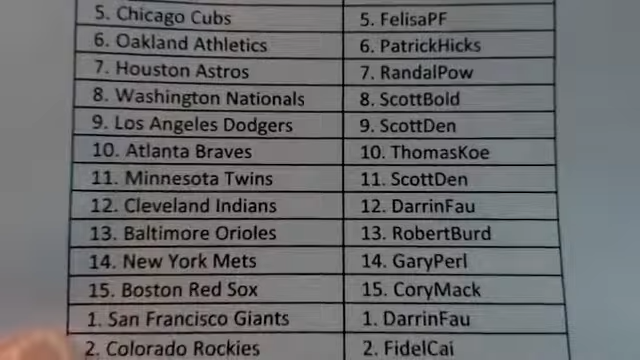 5. Chicago Cubs 5. FelisaPF
6. Oakland Athletics 6. PatrickHicks
7. Houston Astros 7. RandalPow
8. Washington Nationals 8. ScottBold
9. Los Angeles Dodgers 9. ScottDen
10. Atlanta Braves 10. ThomasKoe
11. Minnesota Twins 11. ScottDen
12. Cleveland Indians 12. DarrinFau
13. Baltimore Orioles 13. RobertBurd
14. New York Mets 14. GaryPerl
15. Boston Red Sox 15. CoryMack
1. San Francisco Giants 1. DarrinFau
2. Colorado Rockies 2. FidelCai